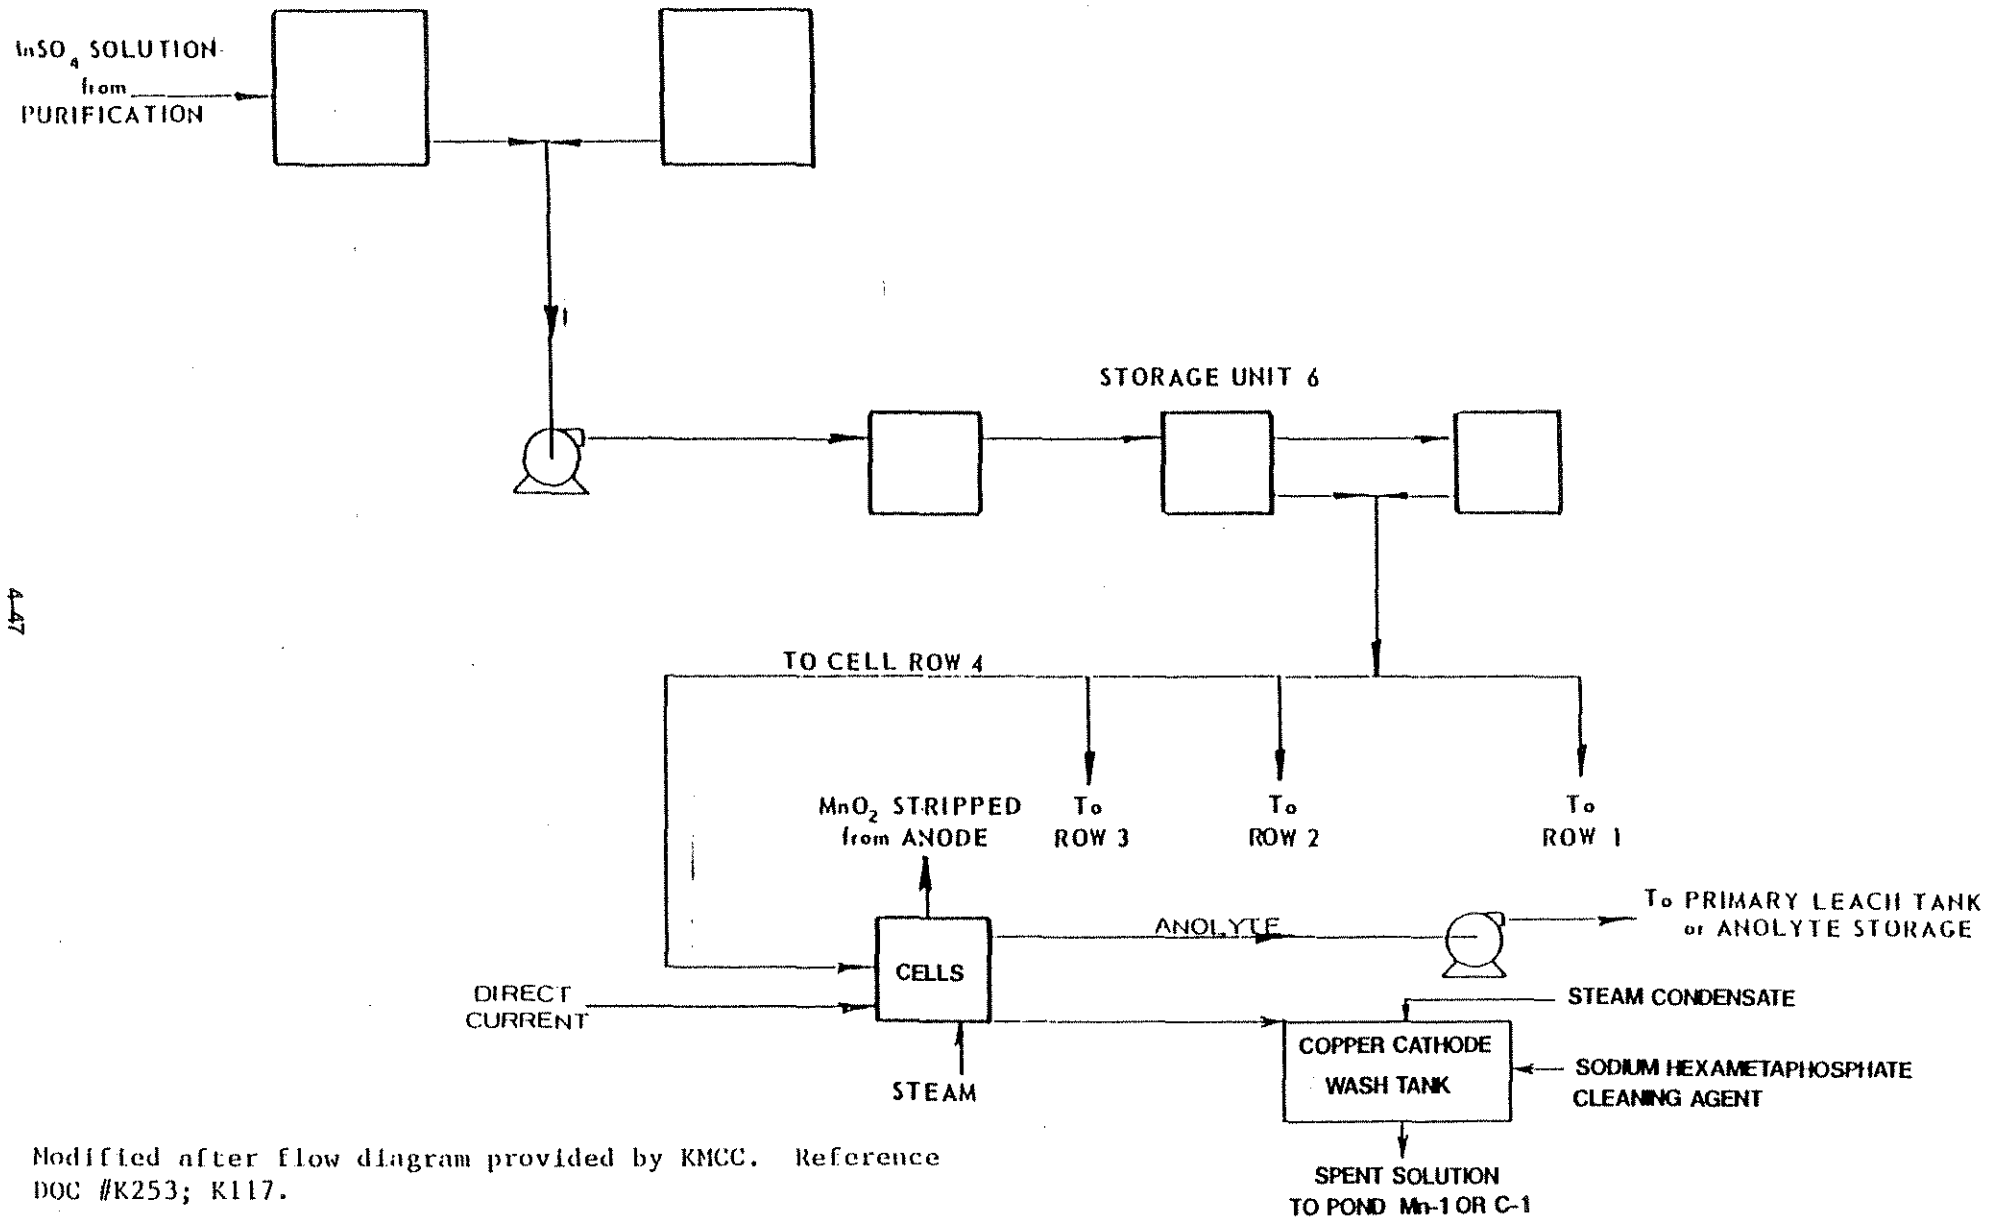 InSO4 SOLUTION
from
PURIFICATION
STORAGE UNIT 6
4-47
TO CELL ROW 4
MnO2 STRIPPED
from ANODE
To
ROW 3
To
ROW 2
To
ROW 1
To PRIMARY LEACH TANK
or ANOLYTE STORAGE
ANOLYTE
CELLS
DIRECT
CURRENT
STEAM
STEAM CONDENSATE
COPPER CATHODE
WASH TANK
SODIUM HEXAMETAPHOSPHATE
CLEANING AGENT
SPENT SOLUTION
TO POND Mn-1 OR C-1
Modified after flow diagram provided by KMCC. Reference
DOC #K253; K117.